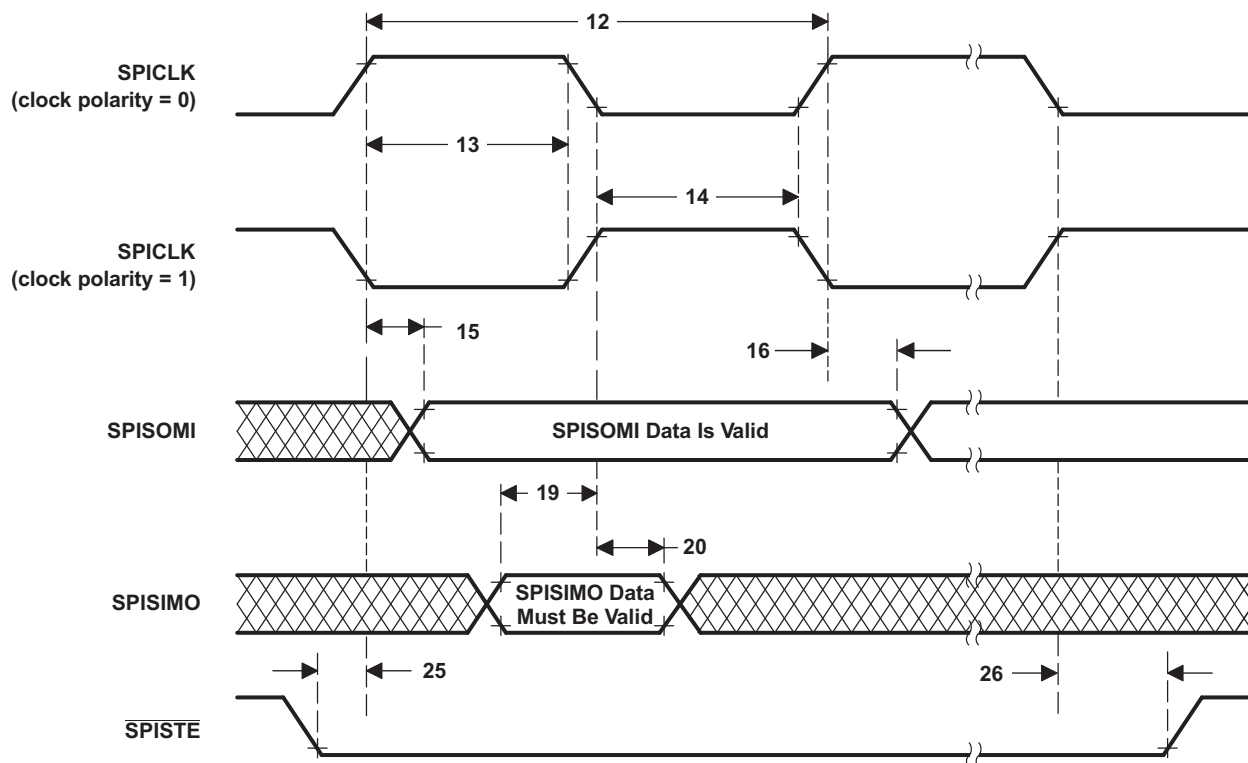 12
SPICLK
(clock polarity = 0)
13
14
SPICLK
(clock polarity = 1)
15
16
SPISOMI
SPISOMI Data Is Valid
19
20
SPISIMO
SPISIMO Data
Must Be Valid
25
26
SPISTE